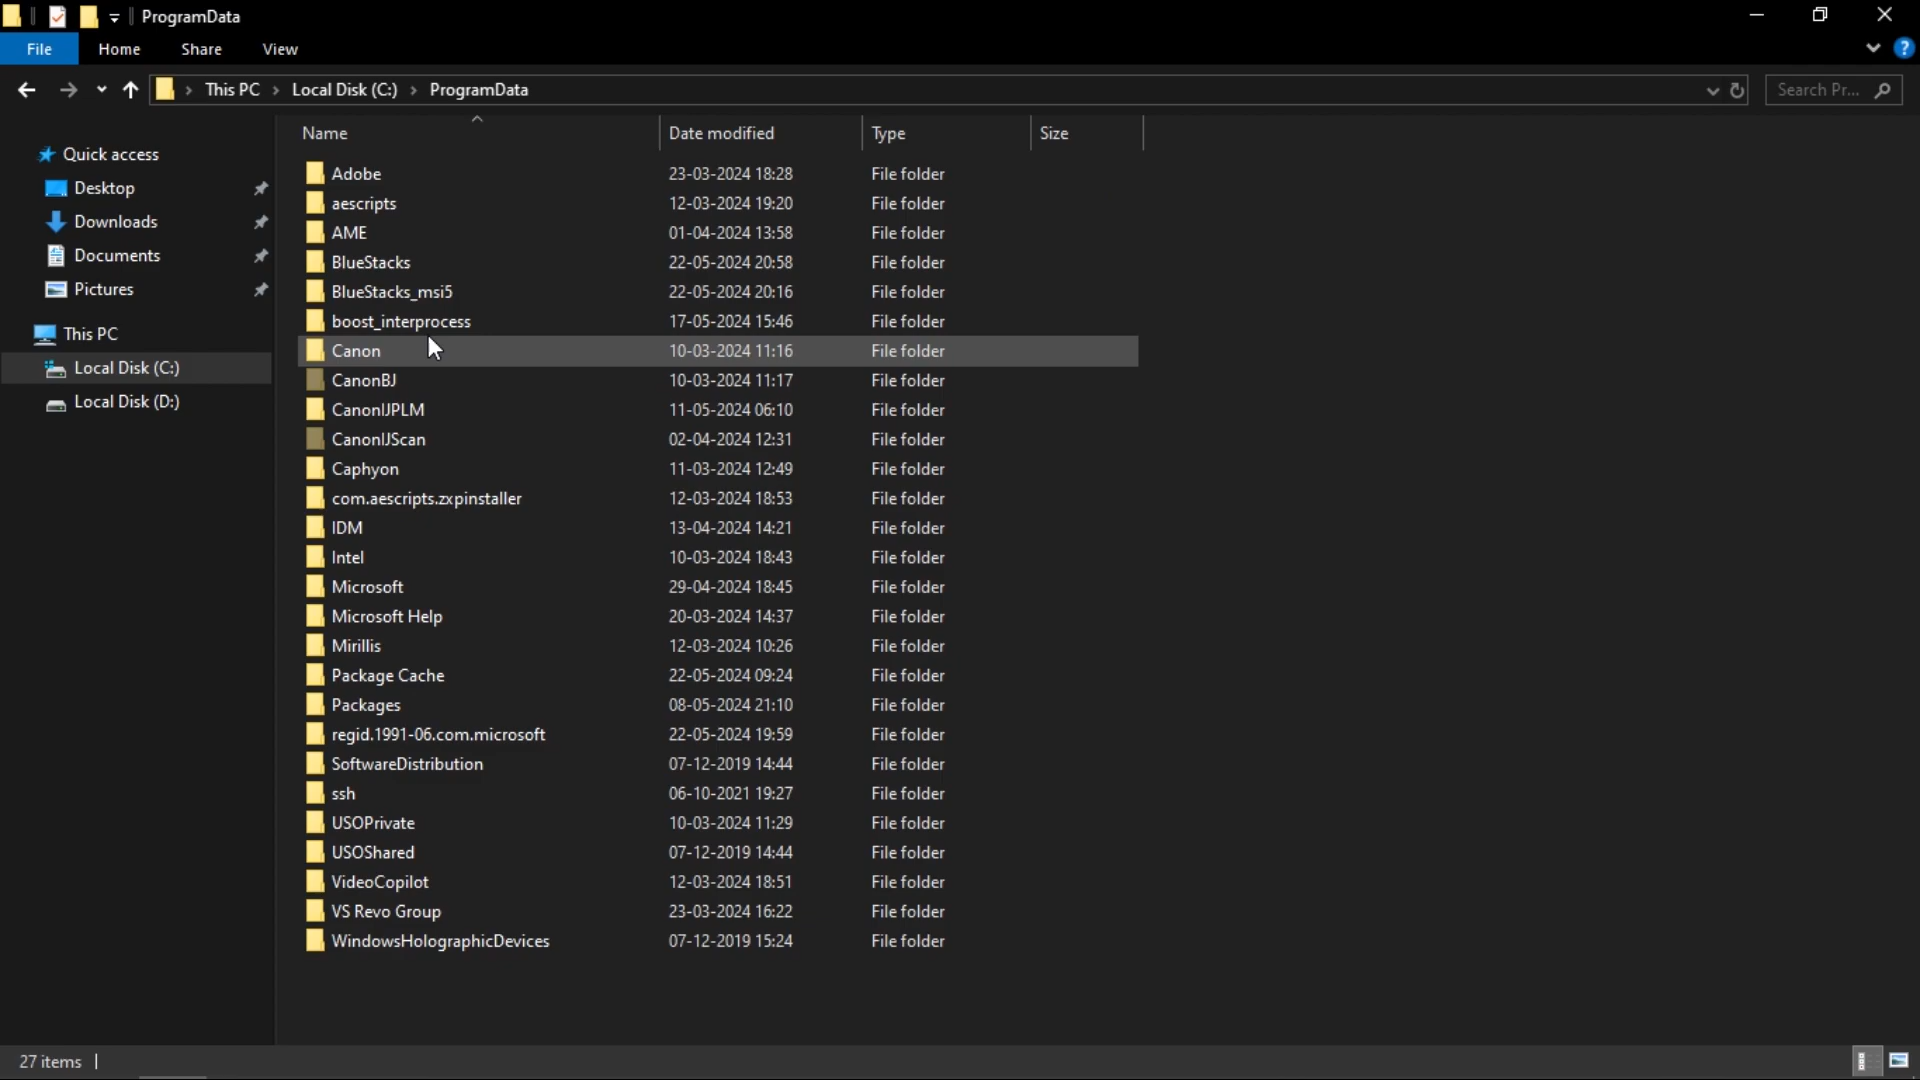 ProgramData
File Home Share View
This PC Local Disk (C:) ProgramData Search Pr...
Name Date modified Type Size
Quick access
Desktop
Downloads
Documents
Pictures
This PC
Local Disk (C:)
Local Disk (D:)
Adobe 23-03-2024 18:28 File folder
aescripts 12-03-2024 19:20 File folder
AME 01-04-2024 13:58 File folder
BlueStacks 22-05-2024 20:58 File folder
BlueStacks_msi5 22-05-2024 20:16 File folder
boost_interprocess 17-05-2024 15:46 File folder
Canon 10-03-2024 11:16 File folder
CanonBJ 10-03-2024 11:17 File folder
CanonIJPLM 11-05-2024 06:10 File folder
CanonIJScan 02-04-2024 12:31 File folder
Caphyon 11-03-2024 12:49 File folder
com.aescripts.zxpinstaller 12-03-2024 18:53 File folder
IDM 13-04-2024 14:21 File folder
Intel 10-03-2024 18:43 File folder
Microsoft 29-04-2024 18:45 File folder
Microsoft Help 20-03-2024 14:37 File folder
Mirillis 12-03-2024 10:26 File folder
Package Cache 22-05-2024 09:24 File folder
Packages 08-05-2024 21:10 File folder
regid.1991-06.com.microsoft 22-05-2024 19:59 File folder
SoftwareDistribution 07-12-2019 14:44 File folder
ssh 06-10-2021 19:27 File folder
USOPrivate 10-03-2024 11:29 File folder
USOShared 07-12-2019 14:44 File folder
VideoCopilot 12-03-2024 18:51 File folder
VS Revo Group 23-03-2024 16:22 File folder
WindowsHolographicDevices 07-12-2019 15:24 File folder
27 items